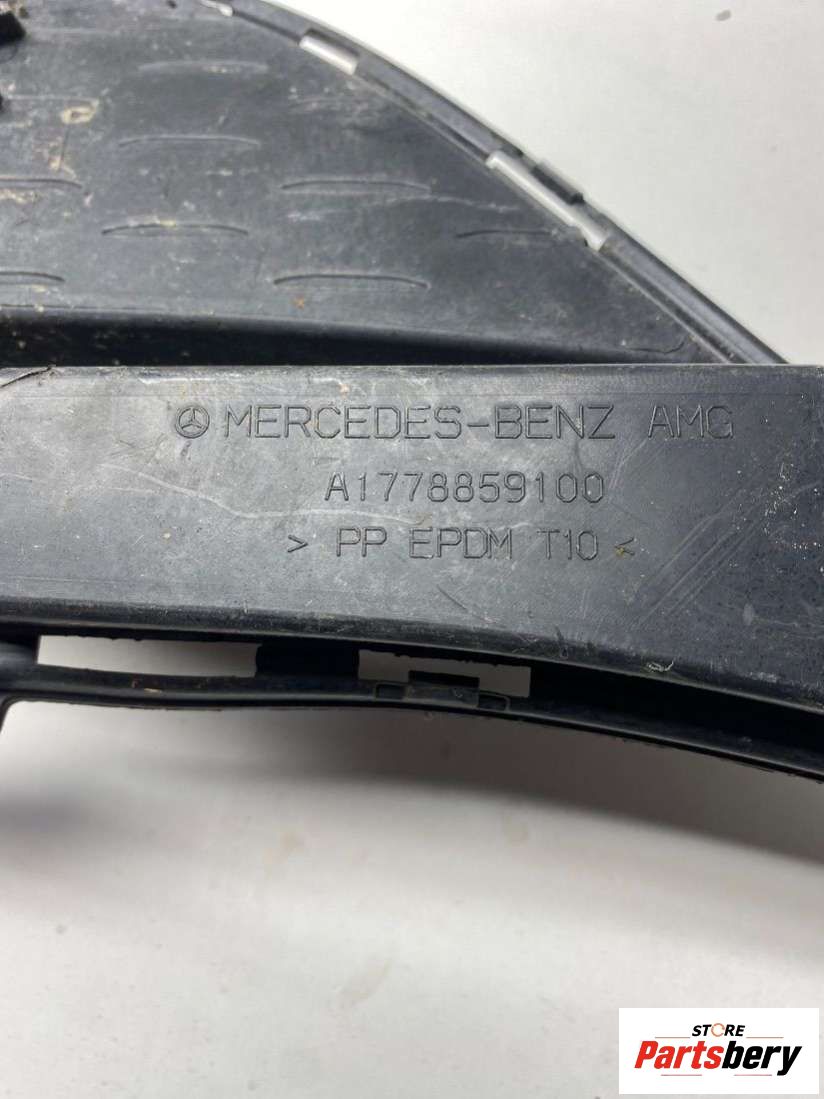 MERCEDES-BENZ AMG
A1778859100
> PP EPDM T10 <
STORE
Partsbery